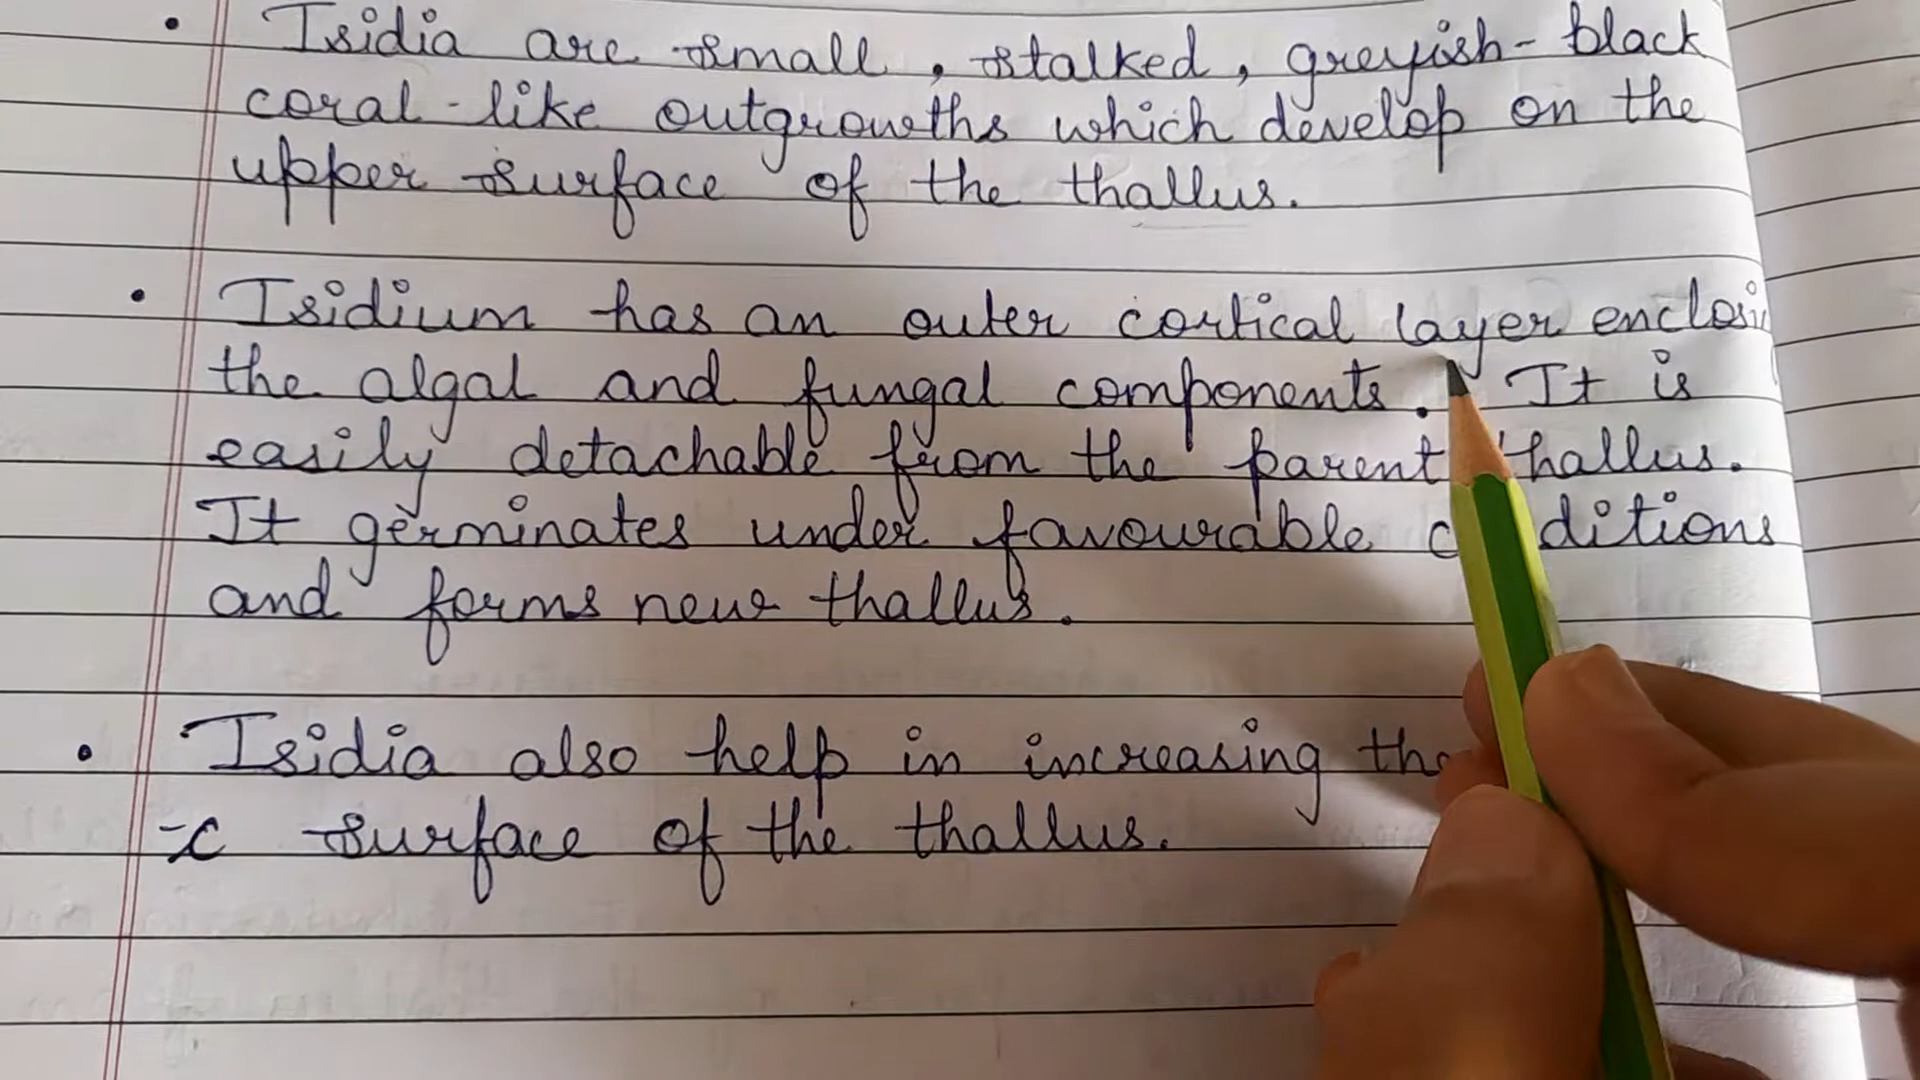 • Isidia are small, stalked, greyish-black
coral-like outgrowths which develop on the
upper surface of the thallus.
• Isidium has an outer cortical layer enclosi
the algal and fungal components. It is
easily detachable from the parent thallus.
It germinates under favourable
and forms new thallus.
• Isidia also help in increasing
surface of the thallus.